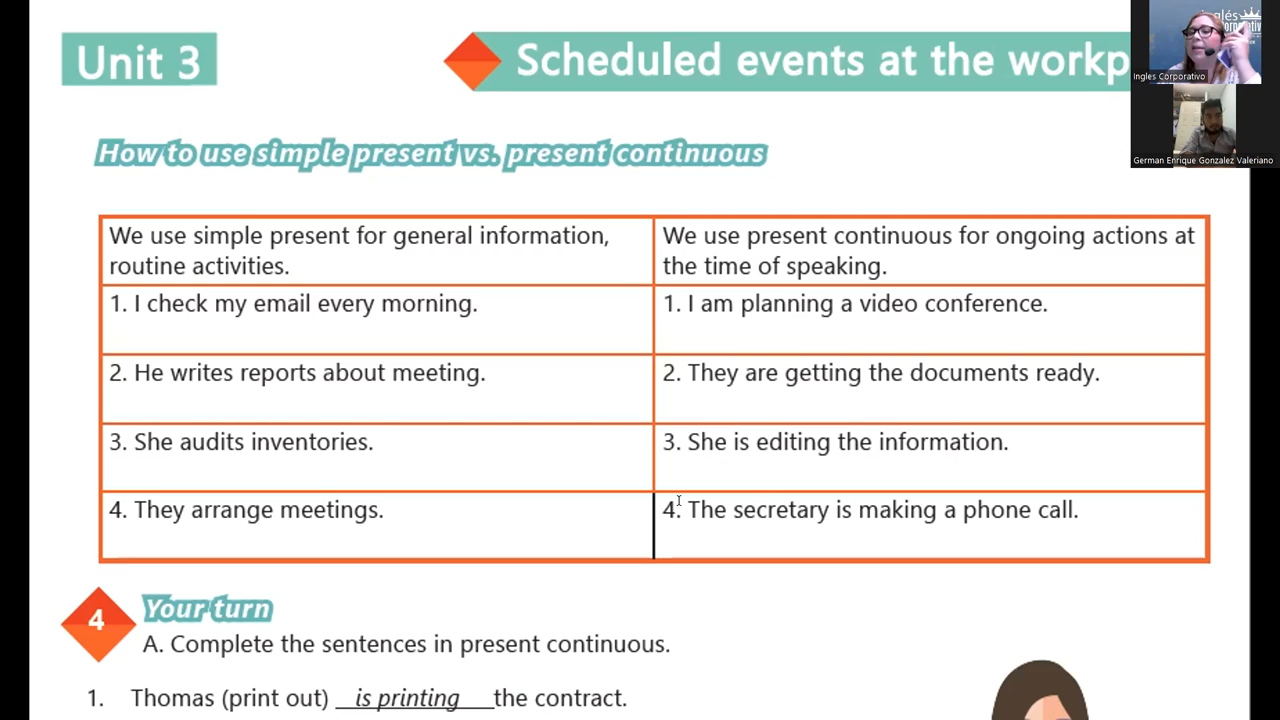 Unit 3
Scheduled events at the workp
Inglés
Corporativo
Ingles Corporativo
German Enrique Gonzalez Valeriano
How to use simple present vs. present continuous
We use simple present for general information,
routine activities.
We use present continuous for ongoing actions at
the time of speaking.
1. I check my email every morning.
1. I am planning a video conference.
2. He writes reports about meeting.
2. They are getting the documents ready.
3. She audits inventories.
3. She is editing the information.
4. They arrange meetings.
4. The secretary is making a phone call.
4
Your turn
A. Complete the sentences in present continuous.
1. Thomas (print out) __is printing___the contract.